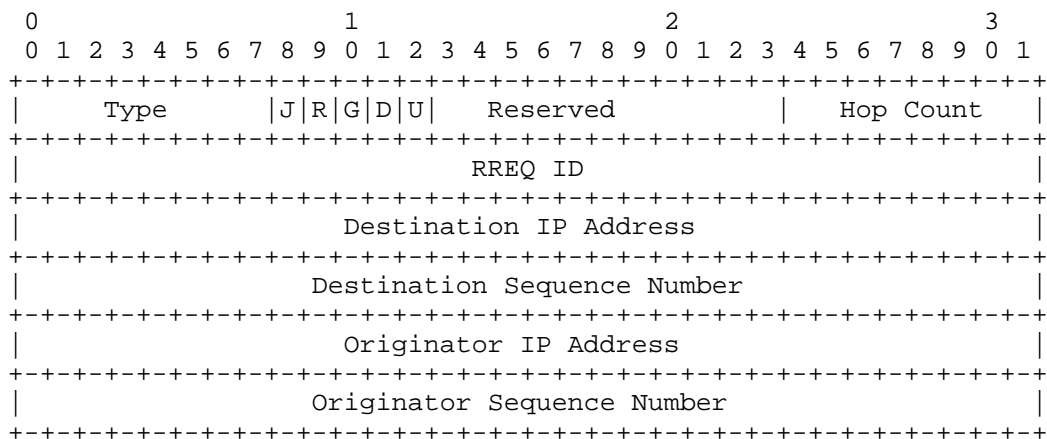 0                   1                   2                   3
 0 1 2 3 4 5 6 7 8 9 0 1 2 3 4 5 6 7 8 9 0 1 2 3 4 5 6 7 8 9 0 1
+-+-+-+-+-+-+-+-+-+-+-+-+-+-+-+-+-+-+-+-+-+-+-+-+-+-+-+-+-+-+-+-+
|     Type      |J|R|G|D|U|   Reserved          |   Hop Count   |
+-+-+-+-+-+-+-+-+-+-+-+-+-+-+-+-+-+-+-+-+-+-+-+-+-+-+-+-+-+-+-+-+
|                            RREQ ID                            |
+-+-+-+-+-+-+-+-+-+-+-+-+-+-+-+-+-+-+-+-+-+-+-+-+-+-+-+-+-+-+-+-+
|                    Destination IP Address                     |
+-+-+-+-+-+-+-+-+-+-+-+-+-+-+-+-+-+-+-+-+-+-+-+-+-+-+-+-+-+-+-+-+
|                  Destination Sequence Number                  |
+-+-+-+-+-+-+-+-+-+-+-+-+-+-+-+-+-+-+-+-+-+-+-+-+-+-+-+-+-+-+-+-+
|                    Originator IP Address                      |
+-+-+-+-+-+-+-+-+-+-+-+-+-+-+-+-+-+-+-+-+-+-+-+-+-+-+-+-+-+-+-+-+
|                  Originator Sequence Number                   |
+-+-+-+-+-+-+-+-+-+-+-+-+-+-+-+-+-+-+-+-+-+-+-+-+-+-+-+-+-+-+-+-+